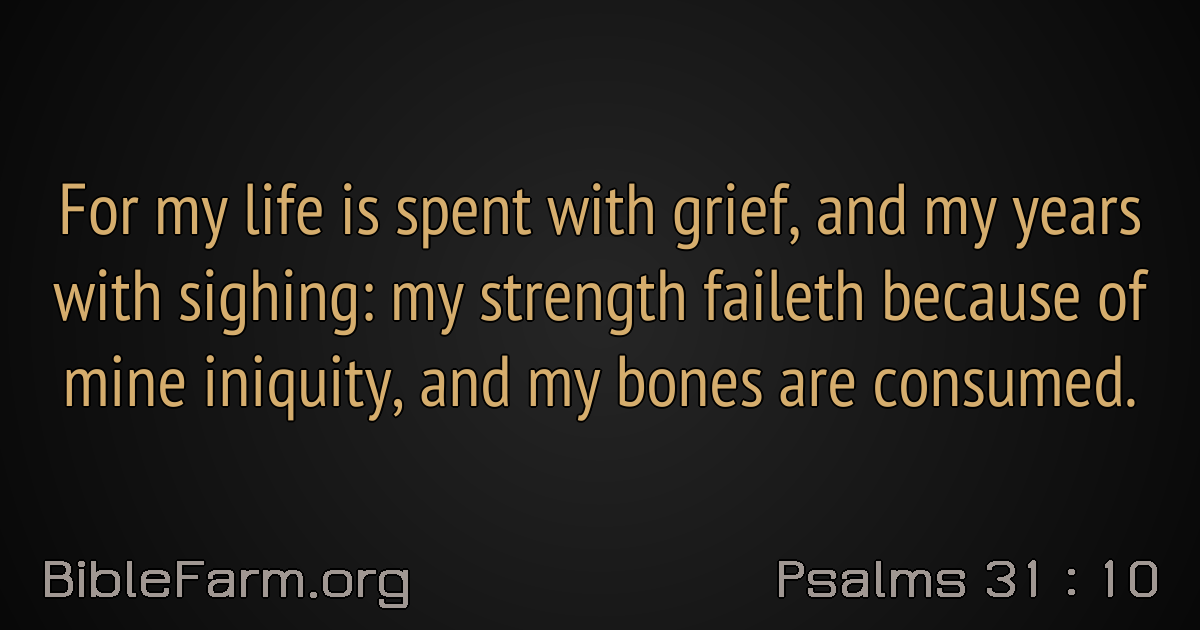 For my life is spent with grief, and my years
with sighing: my strength faileth because of
mine iniquity, and my bones are consumed.
BibleFarm.org
Psalms 31 : 10